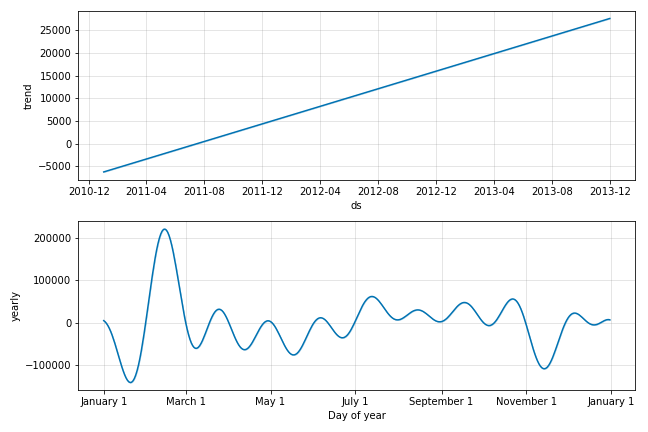 25000
20000
15000
10000
5000
0
−5000
trend
2010-12 2011-04 2011-08 2011-12 2012-04 2012-08 2012-12 2013-04 2013-08 2013-12
ds
200000
100000
0
−100000
yearly
January 1 March 1 May 1 July 1 September 1 November 1 January 1
Day of year